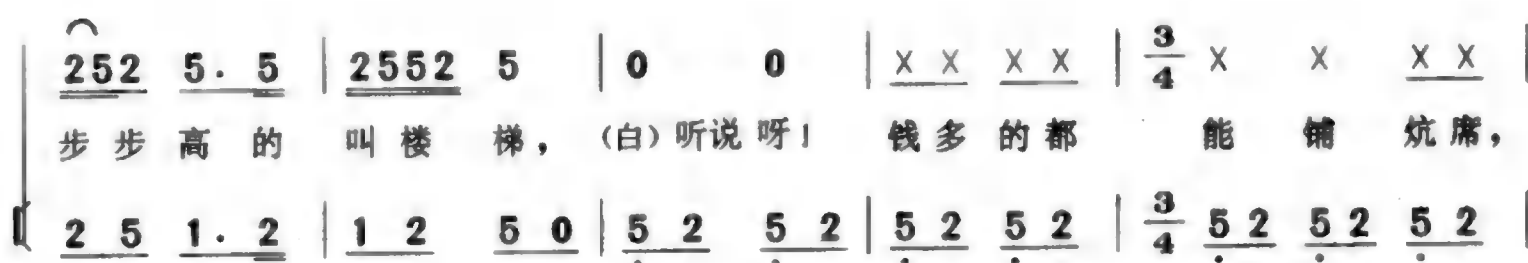 252 5. 5 | 2552 5 | 0 0 | X X X X | 3/4 X X X X |
步步高的 叫楼梯，（白）听说呀！ 钱多的都 能铺炕席，
2 5 1. 2 | 1 2 5 0 | 5 2 5 2 | 5 2 5 2 | 3/4 5 2 5 2 5 2